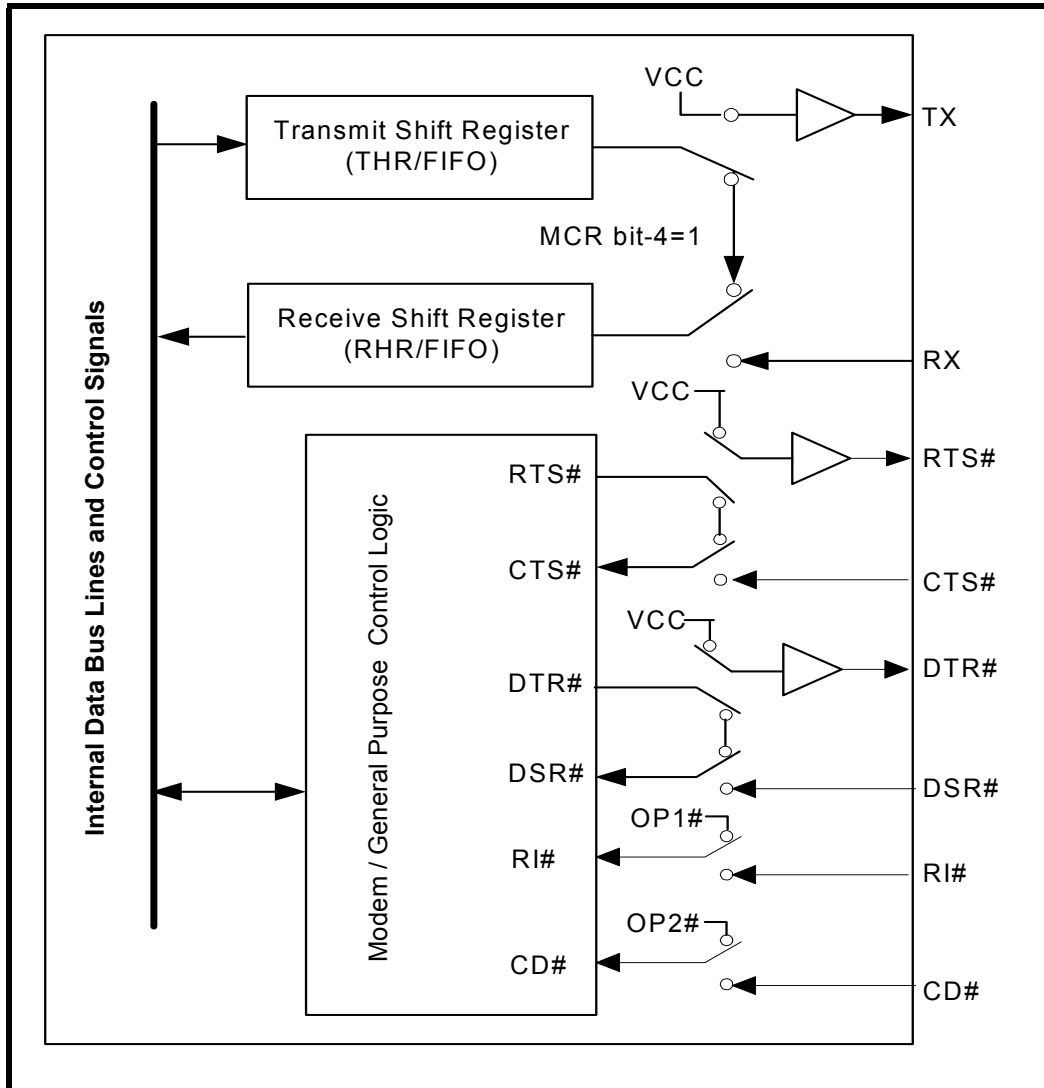 VCC
TX
Transmit Shift Register
(THR/FIFO)
MCR bit-4=1
Receive Shift Register
(RHR/FIFO)
RX
VCC
RTS#
RTS#
CTS#
CTS#
VCC
DTR#
DTR#
DSR#
DSR#
OP1#
RI#
RI#
OP2#
CD#
CD#
Internal Data Bus Lines and Control Signals
Modem / General Purpose Control Logic